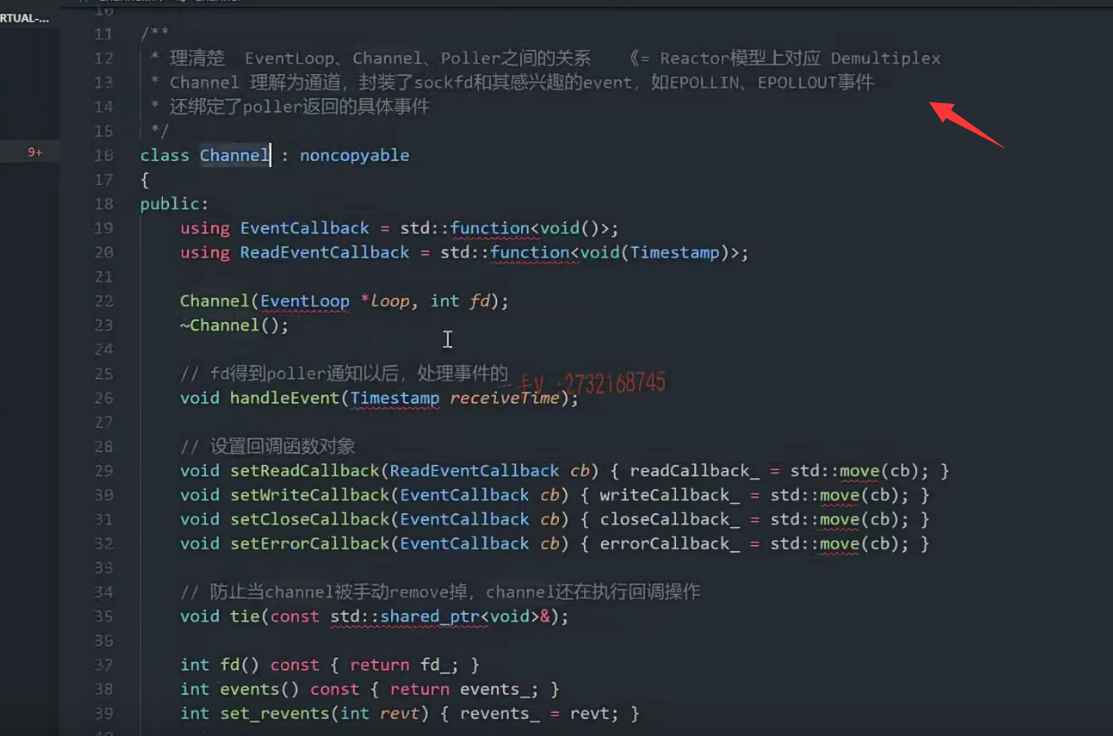 RTUAL-...
10
11 /**
12 * 理清楚 EventLoop、Channel、Poller之间的关系 《= Reactor模型上对应 Demultiplex
13 * Channel 理解为通道，封装了sockfd和其感兴趣的event，如EPOLLIN、EPOLLOUT事件
14 * 还绑定了poller返回的具体事件
15 */
9+
16 class Channel : noncopyable
17 {
18 public:
19 using EventCallback = std::function<void()>;
20 using ReadEventCallback = std::function<void(Timestamp)>;
21
22 Channel(EventLoop *loop, int fd);
23 ~Channel();
24
25 // fd得到poller通知以后，处理事件的
2732168745
26 void handleEvent(Timestamp receiveTime);
27
28 // 设置回调函数对象
29 void setReadCallback(ReadEventCallback cb) { readCallback_ = std::move(cb); }
30 void setWriteCallback(EventCallback cb) { writeCallback_ = std::move(cb); }
31 void setCloseCallback(EventCallback cb) { closeCallback_ = std::move(cb); }
32 void setErrorCallback(EventCallback cb) { errorCallback_ = std::move(cb); }
33
34 // 防止当channel被手动remove掉，channel还在执行回调操作
35 void tie(const std::shared_ptr<void>&);
36
37 int fd() const { return fd_; }
38 int events() const { return events_; }
39 int set_revents(int revt) { revents_ = revt; }